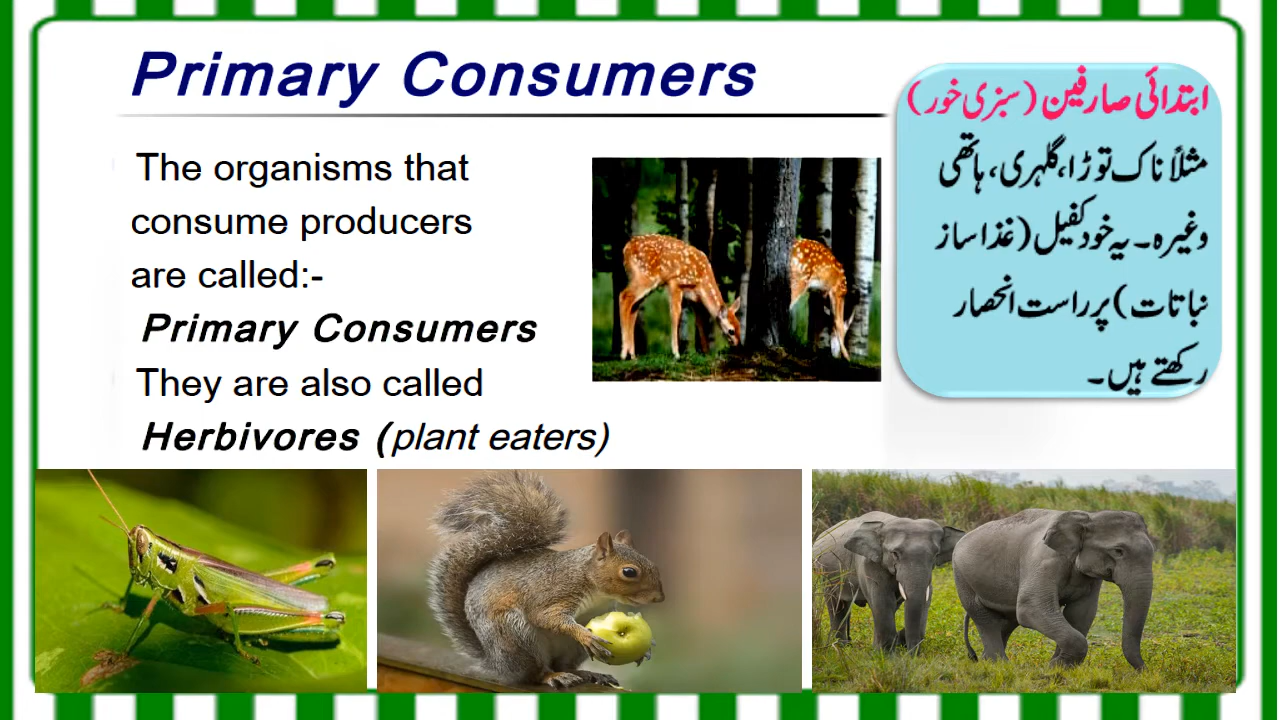 Primary Consumers
The organisms that
consume producers
are called:-
Primary Consumers
They are also called
Herbivores (plant eaters)
ابتدائی صارفین (سبزی خور)
مثلاً ناک توڑا، گلہری، ہاتھی
وغیرہ۔ یہ خود کفیل (غذا ساز
نباتات) پر راست انحصار
رکھتے ہیں۔